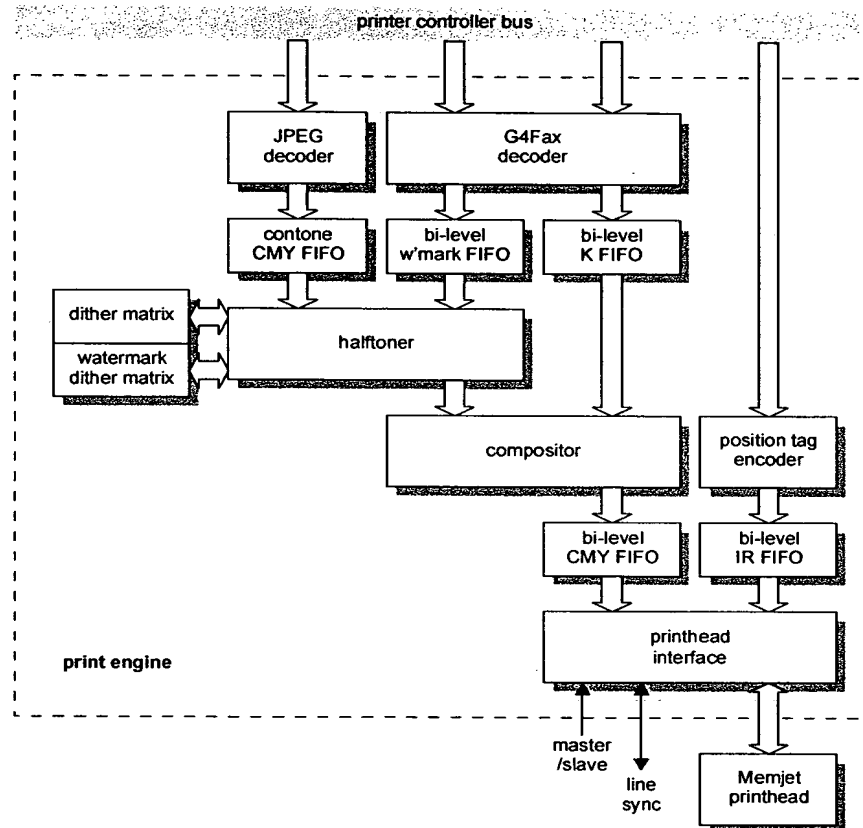 printer controller bus
JPEG
decoder
G4Fax
decoder
contone
CMY FIFO
bi-level
w'mark FIFO
bi-level
K FIFO
dither matrix
watermark
dither matrix
halftoner
compositor
position tag
encoder
bi-level
CMY FIFO
bi-level
IR FIFO
printhead
interface
print engine
master
/slave
line
sync
Memjet
printhead